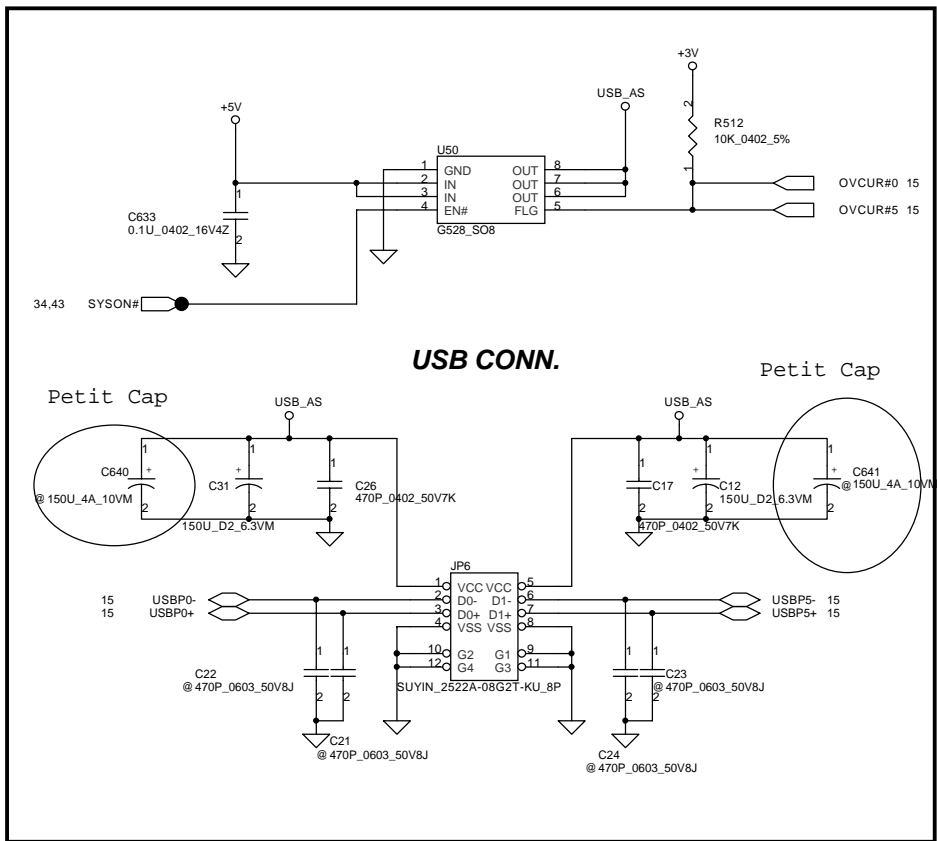 +3V
USB_AS
+5V
2
R512
10K_0402_5%
1
U50
1 GND OUT 8
2 IN OUT 7
3 IN OUT 6
4 EN# FLG 5
G528_SO8
OVCUR#0 15
OVCUR#5 15
1
C633
0.1U_0402_16V4Z
2
34,43 SYSON#
USB CONN.
Petit Cap
Petit Cap
USB_AS
USB_AS
1
+
C640
@150U_4A_10VM
2
1
+
C31
150U_D2_6.3VM
2
1
C26
470P_0402_50V7K
2
1
C17
470P_0402_50V7K
2
1
+
C12
150U_D2_6.3VM
2
1
+
C641
@150U_4A_10VM
2
JP6
1 VCC VCC 5
2 D0- D1- 6
3 D0+ D1+ 7
4 VSS VSS 8
10 G2 G1 9
12 G4 G3 11
SUYIN_2522A-08G2T-KU_8P
15 USBP0-
15 USBP0+
USBP5- 15
USBP5+ 15
1
1
C22
@470P_0603_50V8J
2
2
C21
@470P_0603_50V8J
1
1
C23
@470P_0603_50V8J
2
2
C24
@470P_0603_50V8J